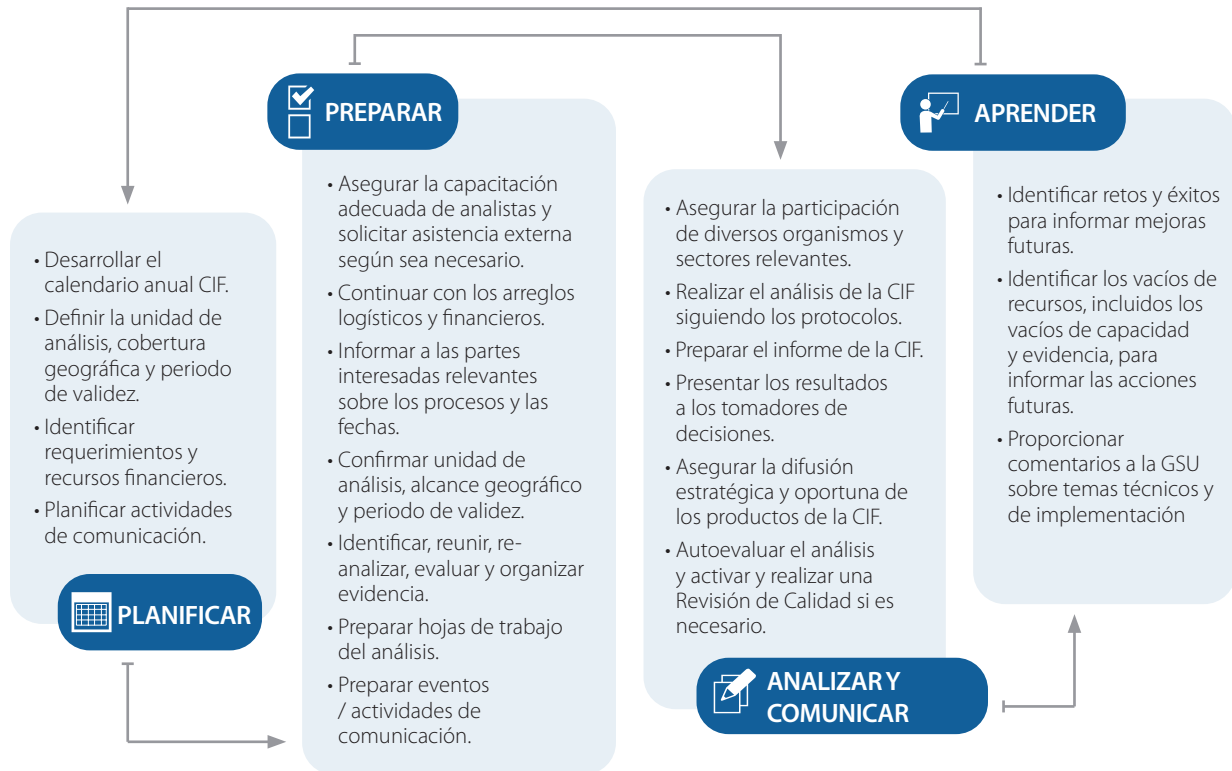 • Desarrollar el
calendario anual CIF.
• Definir la unidad de
análisis, cobertura
geográfica y periodo
de validez.
• Identificar
requerimientos y
recursos financieros.
• Planificar actividades
de comunicación.
PLANIFICAR
PREPARAR
• Asegurar la capacitación
adecuada de analistas y
solicitar asistencia externa
según sea necesario.
• Continuar con los arreglos
logísticos y financieros.
• Informar a las partes
interesadas relevantes
sobre los procesos y las
fechas.
• Confirmar unidad de
análisis, alcance geográfico
y periodo de validez.
• Identificar, reunir, re-
analizar, evaluar y organizar
evidencia.
• Preparar hojas de trabajo
del análisis.
• Preparar eventos
/ actividades de
comunicación.
• Asegurar la participación
de diversos organismos y
sectores relevantes.
• Realizar el análisis de la CIF
siguiendo los protocolos.
• Preparar el informe de la CIF.
• Presentar los resultados
a los tomadores de
decisiones.
• Asegurar la difusión
estratégica y oportuna de
los productos de la CIF.
• Autoevaluar el análisis
y activar y realizar una
Revisión de Calidad si es
necesario.
ANALIZAR Y
COMUNICAR
APRENDER
• Identificar retos y éxitos
para informar mejoras
futuras.
• Identificar los vacíos de
recursos, incluidos los
vacíos de capacidad
y evidencia, para
informar las acciones
futuras.
• Proporcionar
comentarios a la GSU
sobre temas técnicos y
de implementación